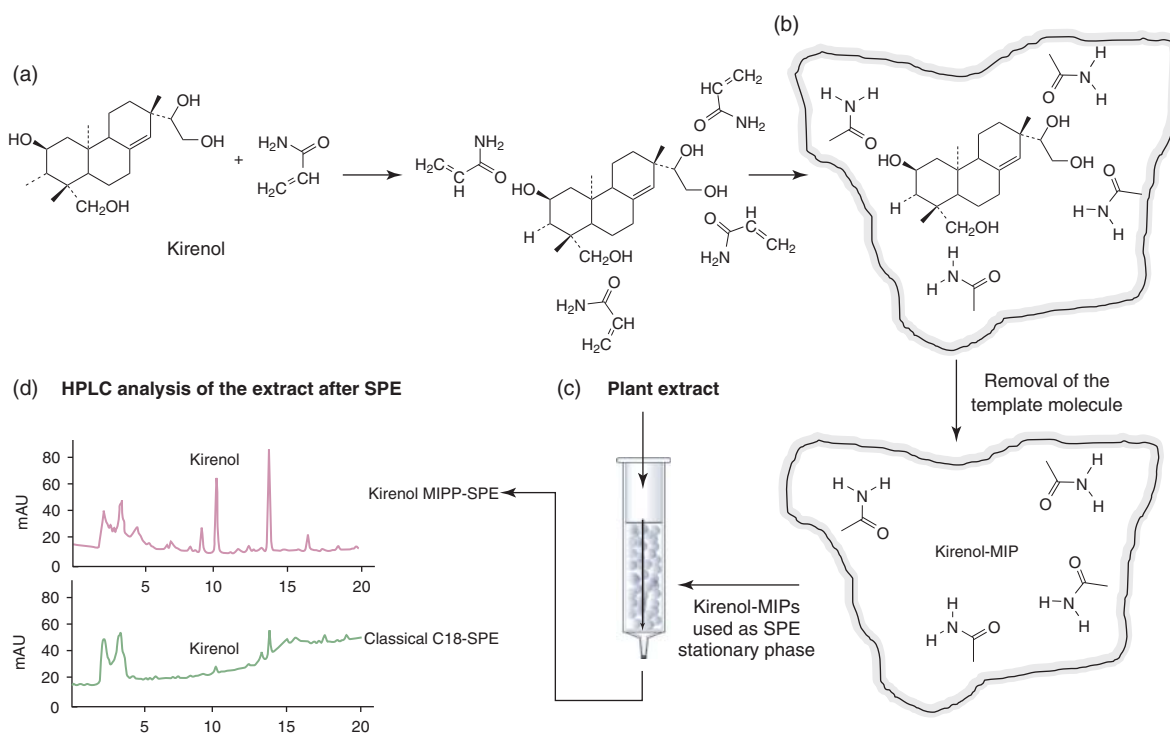 (a)
OH
HO
OH
CH₂OH
Kirenol
+
H₂N
O
H₂C
CH
NH₂
H₂C
C
H
O
CH₂
HC
O
NH₂
HO
OH
OH
H
CH₂OH
O
H
C
CH₂
H₂N
O
H₂N
CH
H₂C
(b)
H
N
H
O
H
H
N
O
OH
HO
OH
H
CH₂OH
O
H
N
H
H
N
O
H
Removal of the
template molecule
H
H
N
O
H
N
H
O
Kirenol-MIP
O
H
N
H
H
N
O
H
(c) Plant extract
Kirenol-MIPs
used as SPE
stationary phase
(d) HPLC analysis of the extract after SPE
80
60
40
20
0
mAU
Kirenol
Kirenol MIPP-SPE
5 10 15 20
80
60
40
20
0
mAU
Kirenol
Classical C18-SPE
5 10 15 20